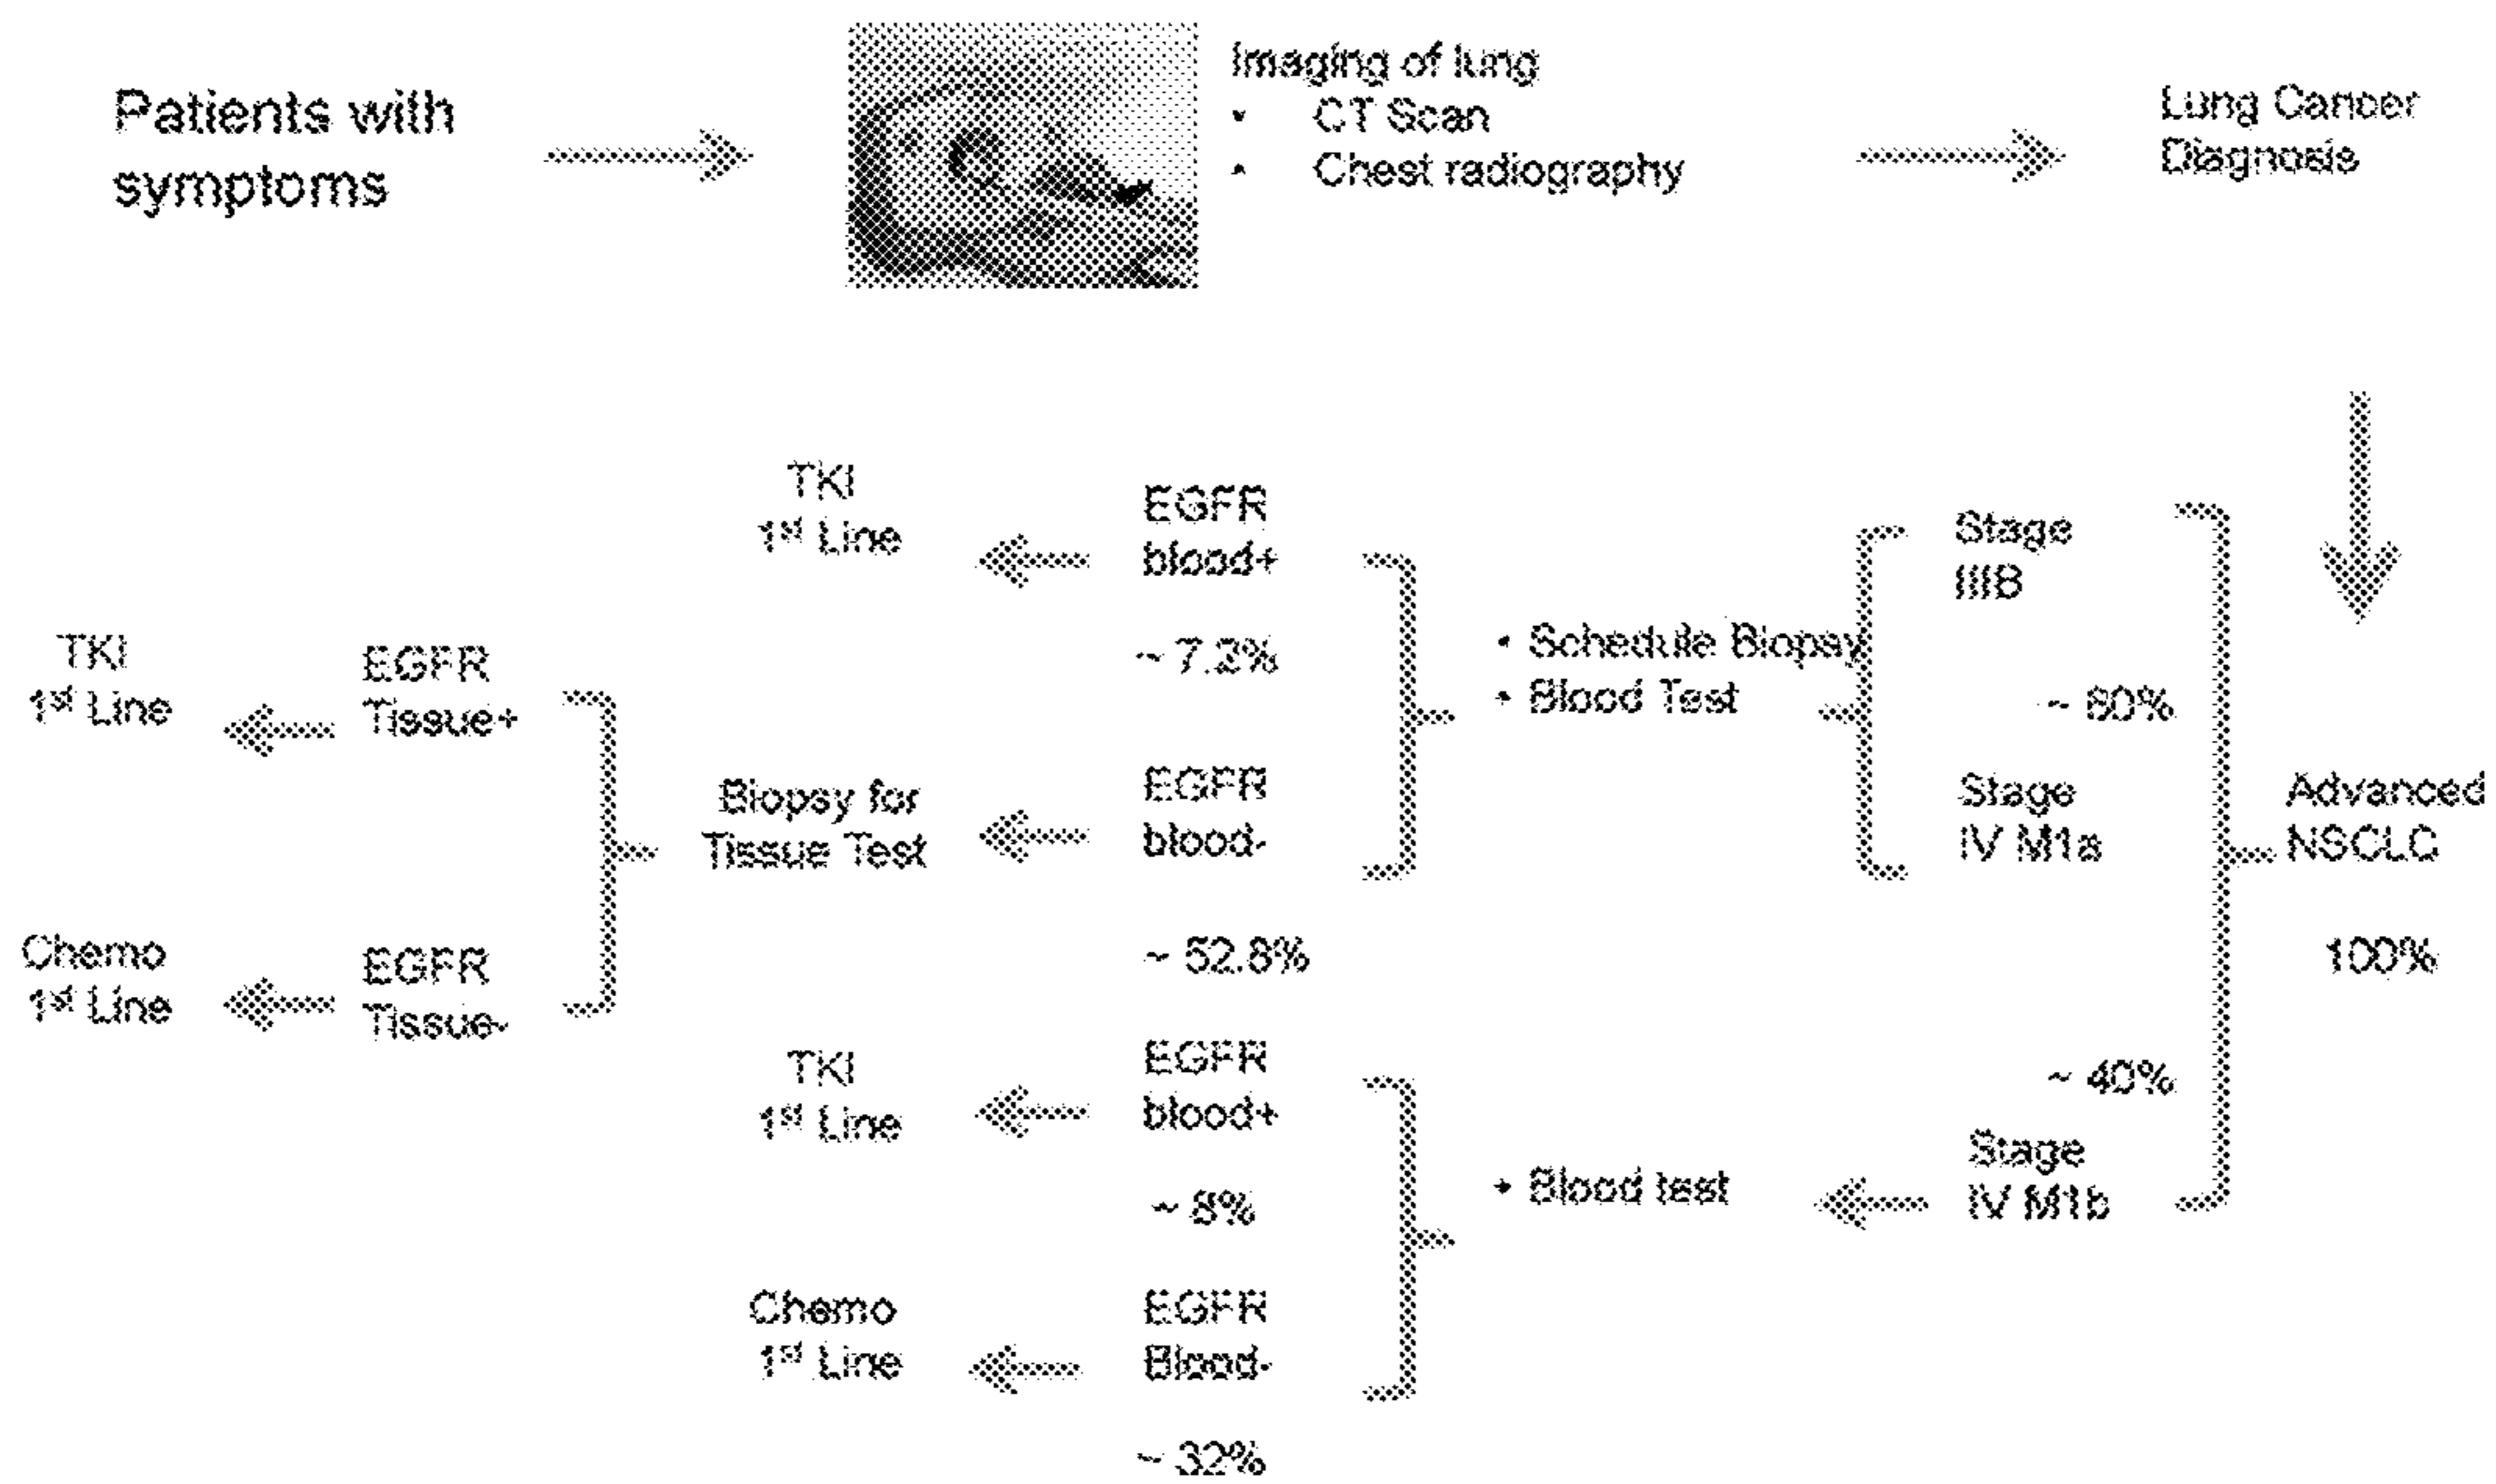 Patients with
symptoms
Imaging of lung
• CT Scan
• Chest radiography
Lung Cancer
Diagnosis
Advanced
NSCLC
100%
Stage
IIIB
~ 60%
Stage
IV M1a
~ 40%
Stage
IV M1b
• Schedule Biopsy
• Blood Test
• Blood test
EGFR
blood+
~ 7.2%
EGFR
blood-
~ 52.8%
EGFR
blood+
~ 8%
EGFR
Blood-
~ 32%
TKI
1st Line
Biopsy for
Tissue Test
TKI
1st Line
Chemo
1st Line
EGFR
Tissue+
EGFR
Tissue-
TKI
1st Line
Chemo
1st Line